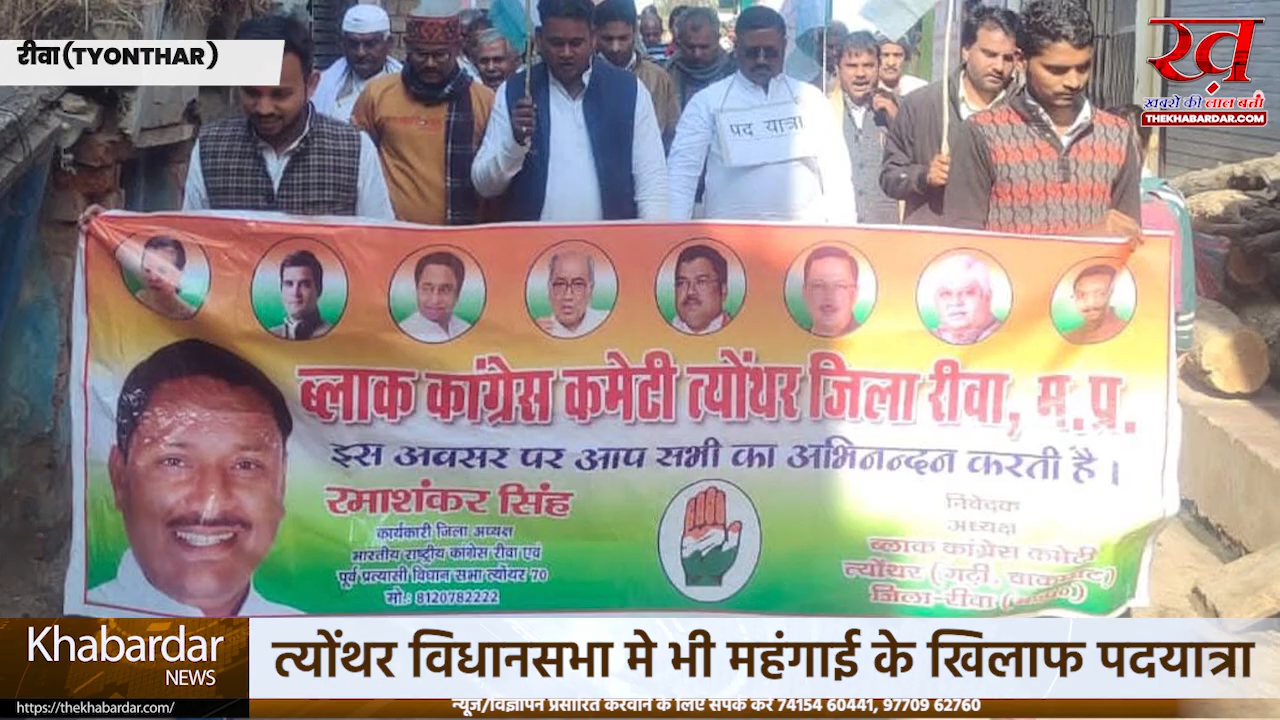 रीवा (TYONTHAR)
ख़बरों की लाल बत्ती
THEKHABARDAR.COM
पद यात्रा
ब्लाक कांग्रेस कमेटी त्योंथर जिला रीवा, म.प्र.
इस अवसर पर आप सभी का अभिनन्दन करती है।
रमाशंकर सिंह
कार्यकारी जिला अध्यक्ष
भारतीय राष्ट्रीय कांग्रेस रीवा एवं
पूर्व प्रत्यासी विधान सभा त्योंथर 70
मो.: 8120782222
निवेदक
अध्यक्ष
ब्लाक कांग्रेस कमेटी
त्योंथर (गढ़ी,
जिला-रीवा
Khabardar
NEWS
त्योंथर विधानसभा मे भी महंगाई के खिलाफ पदयात्रा
https://thekhabardar.com/
न्यूज/विज्ञापन प्रसारित करवाने के लिए संपर्क करें 74154 60441, 97709 62760